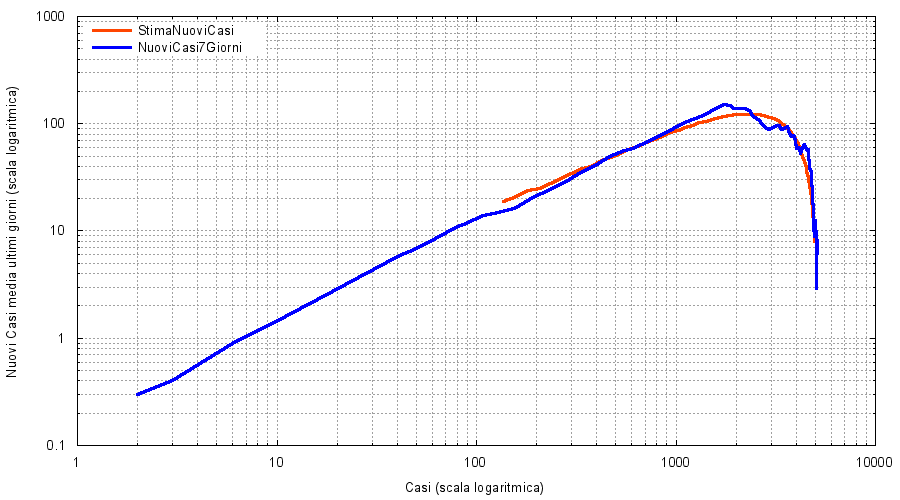 1000
StimaNuoviCasi
NuoviCasi7Giorni
100
10
1
0.1
Nuovi Casi media ultimi giorni (scala logaritmica)
1 10 100 1000 10000
Casi (scala logaritmica)